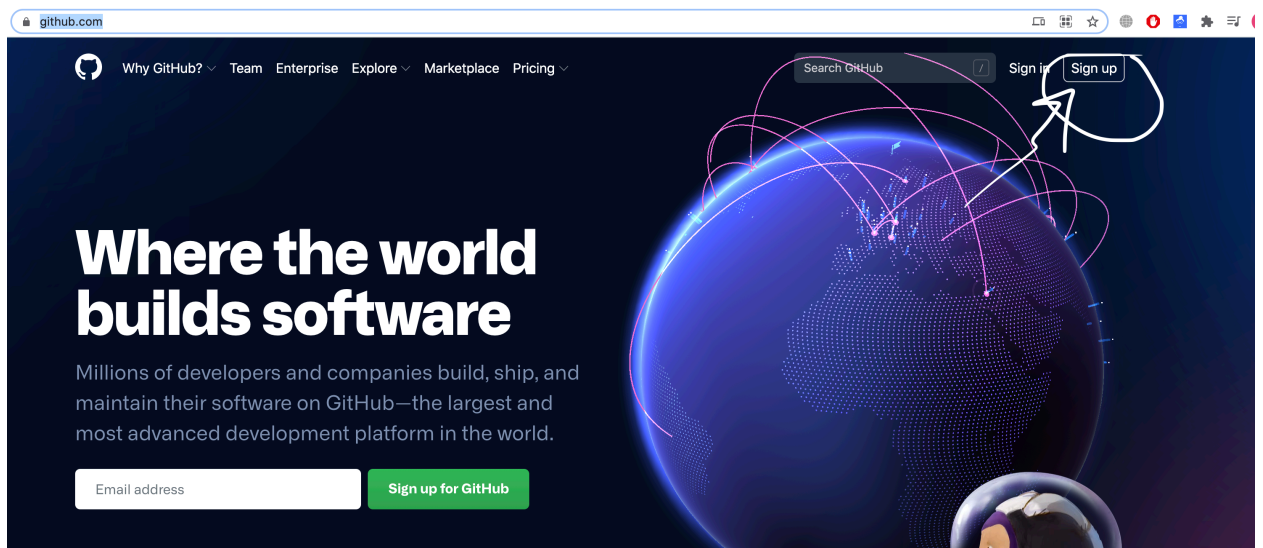 github.com
Why GitHub? Team Enterprise Explore Marketplace Pricing Search GitHub / Sign in Sign up
Where the world
builds software
Millions of developers and companies build, ship, and
maintain their software on GitHub—the largest and
most advanced development platform in the world.
Email address Sign up for GitHub